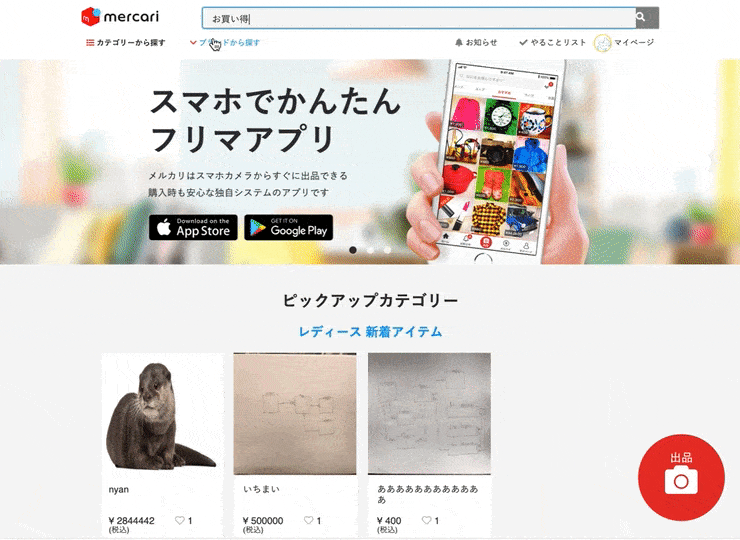 mercari
お買い得
カテゴリーから探す
ブランドから探す
お知らせ
やることリスト
マイページ
スマホでかんたん
フリマアプリ
メルカリはスマホカメラからすぐに出品できる
購入時も安心な独自システムのアプリです
Download on the
App Store
GET IT ON
Google Play
ピックアップカテゴリー
レディース 新着アイテム
nyan
¥ 2844442
(税込)
1
いちまい
¥ 500000
(税込)
1
ああああああああああああ
あ
¥ 400
(税込)
1
出品